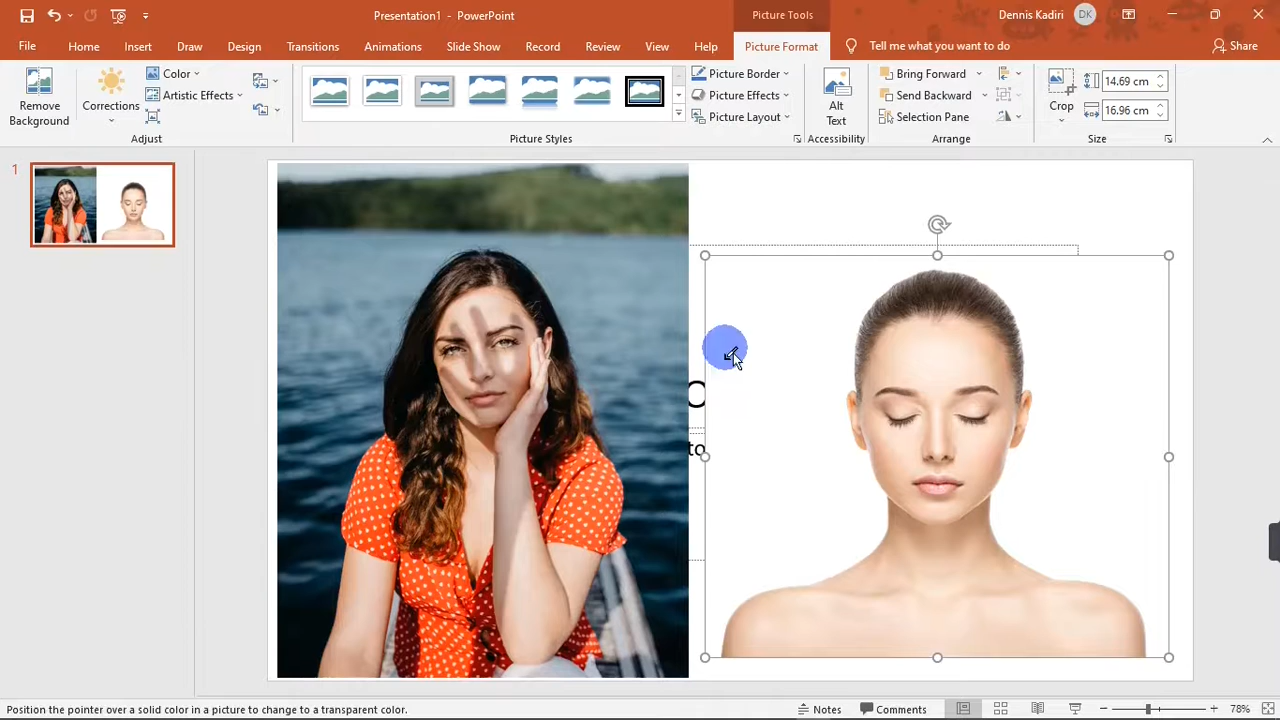 Presentation1 - PowerPoint
Picture Tools
Dennis Kadiri
DK
File
Home
Insert
Draw
Design
Transitions
Animations
Slide Show
Record
Review
View
Help
Picture Format
Tell me what you want to do
Share
Remove
Background
Corrections
Color
Artistic Effects
Adjust
Picture Styles
Picture Border
Picture Effects
Picture Layout
Alt
Text
Accessibility
Bring Forward
Send Backward
Selection Pane
Arrange
Crop
14.69 cm
16.96 cm
Size
1
to
Position the pointer over a solid color in a picture to change to a transparent color.
Notes
Comments
78%